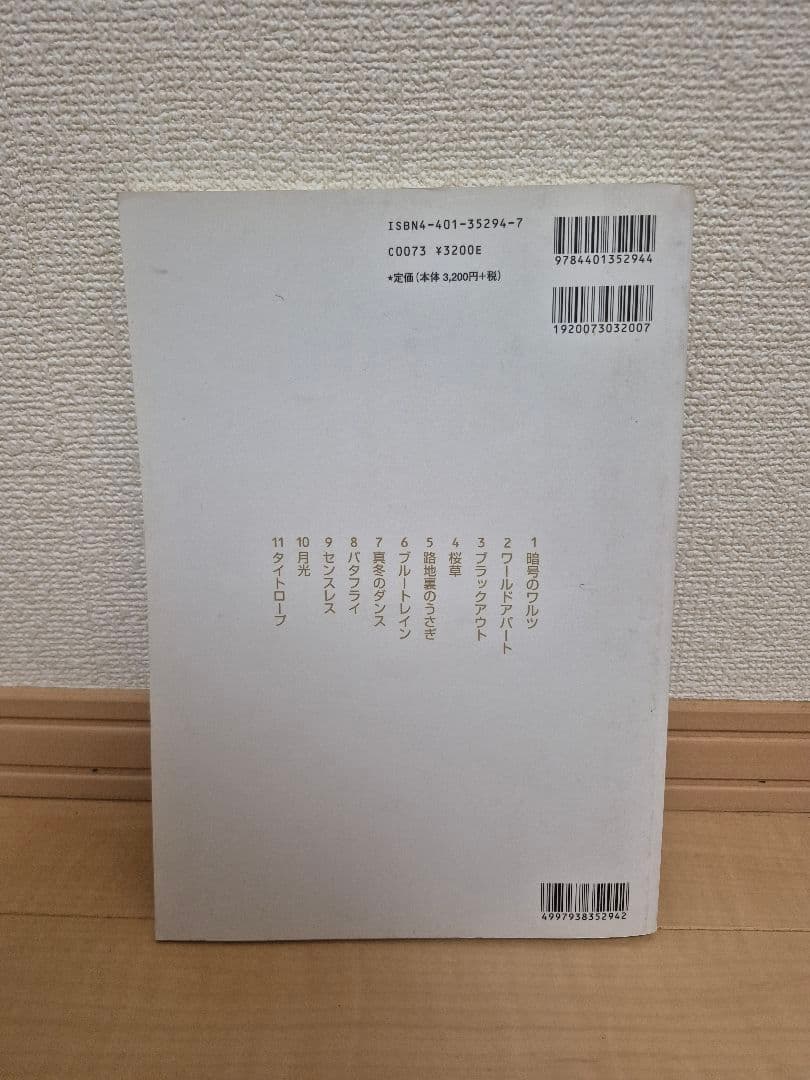 ISBN4-401-35294-7
C0073 ¥3200E
*定価(本体3,200円+税)
9784401352944
1920073032007
1 暗号のワルツ
2 ワールドアパート
3 ブラックアウト
4 桜草
5 路地裏のうさぎ
6 ブルートレイン
7 真冬のダンス
8 バタフライ
9 センスレス
10 月光
11 タイトロープ
4997938352942